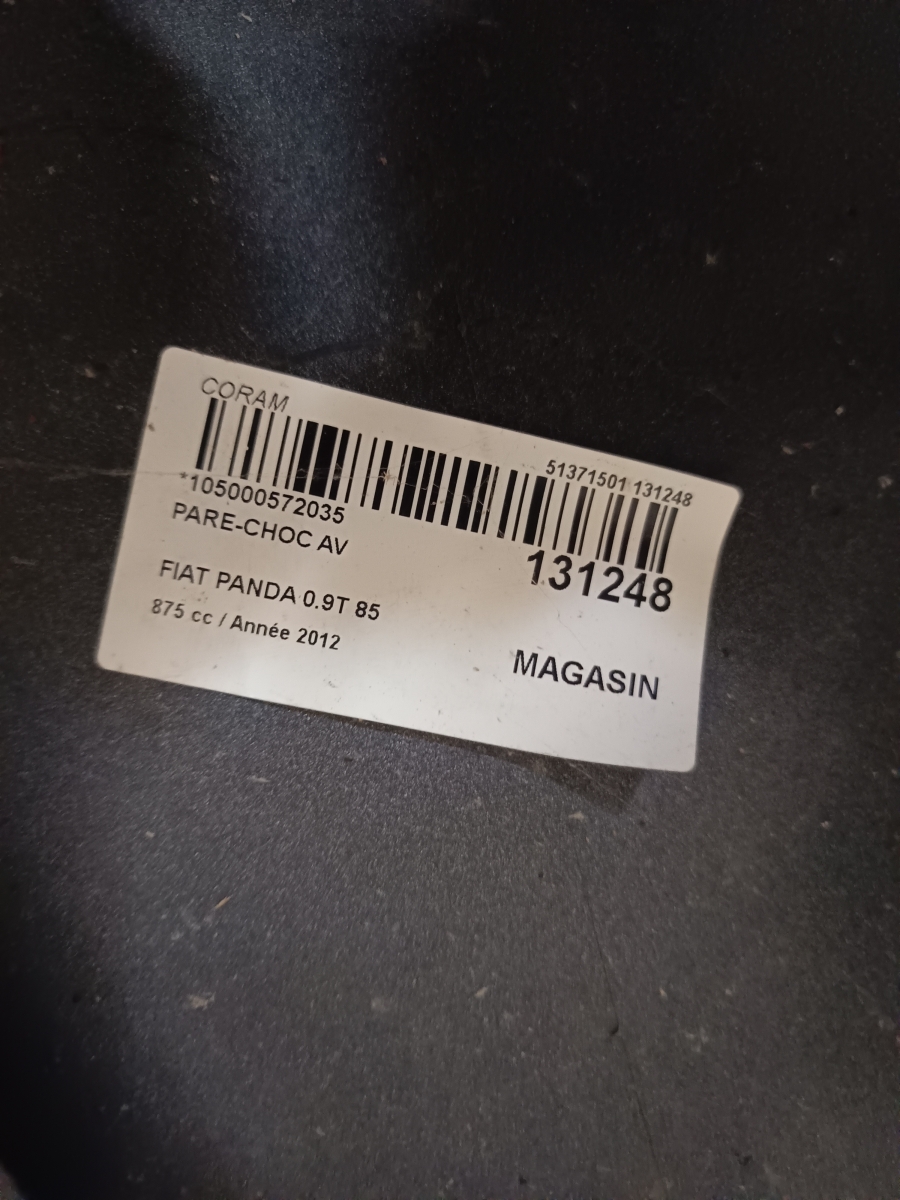 CORAM
51371501 131248
*105000572035
PARE-CHOC AV
131248
FIAT PANDA 0.9T 85
875 cc / Année 2012
MAGASIN